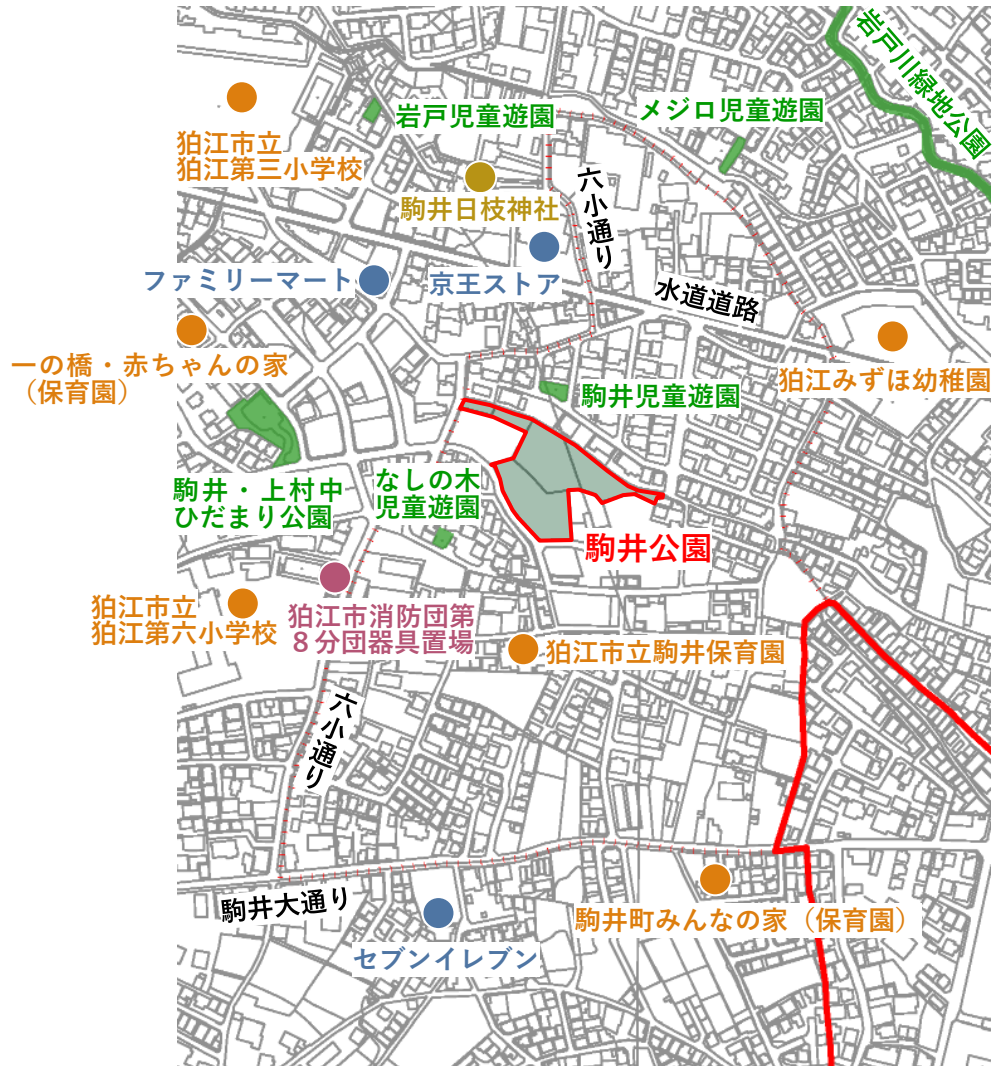 岩戸川緑地公園
岩戸児童遊園
メジロ児童遊園
狛江市立
狛江第三小学校
駒井日枝神社
六小通り
ファミリーマート
京王ストア
水道道路
一の橋・赤ちゃんの家
（保育園）
狛江みずほ幼稚園
駒井児童遊園
駒井・上村中
ひだまり公園
なしの木
児童遊園
駒井公園
狛江市立
狛江第六小学校
狛江市消防団第
８分団器具置場
狛江市立駒井保育園
六小通り
駒井大通り
駒井町みんなの家（保育園）
セブンイレブン